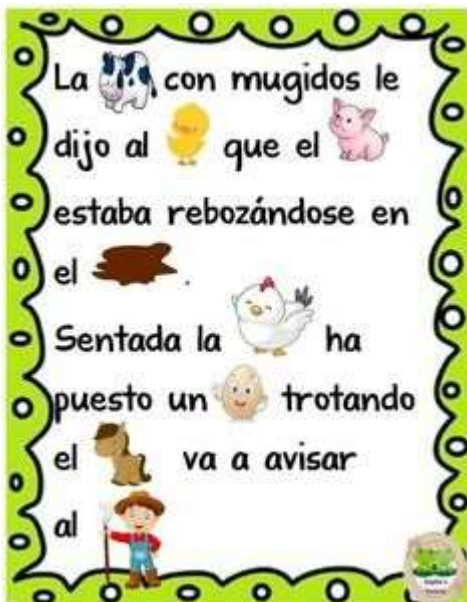 La con mugidos le
dijo al que el
estaba rebozándose en
el .
Sentada la ha
puesto un trotando
el va a avisar
al